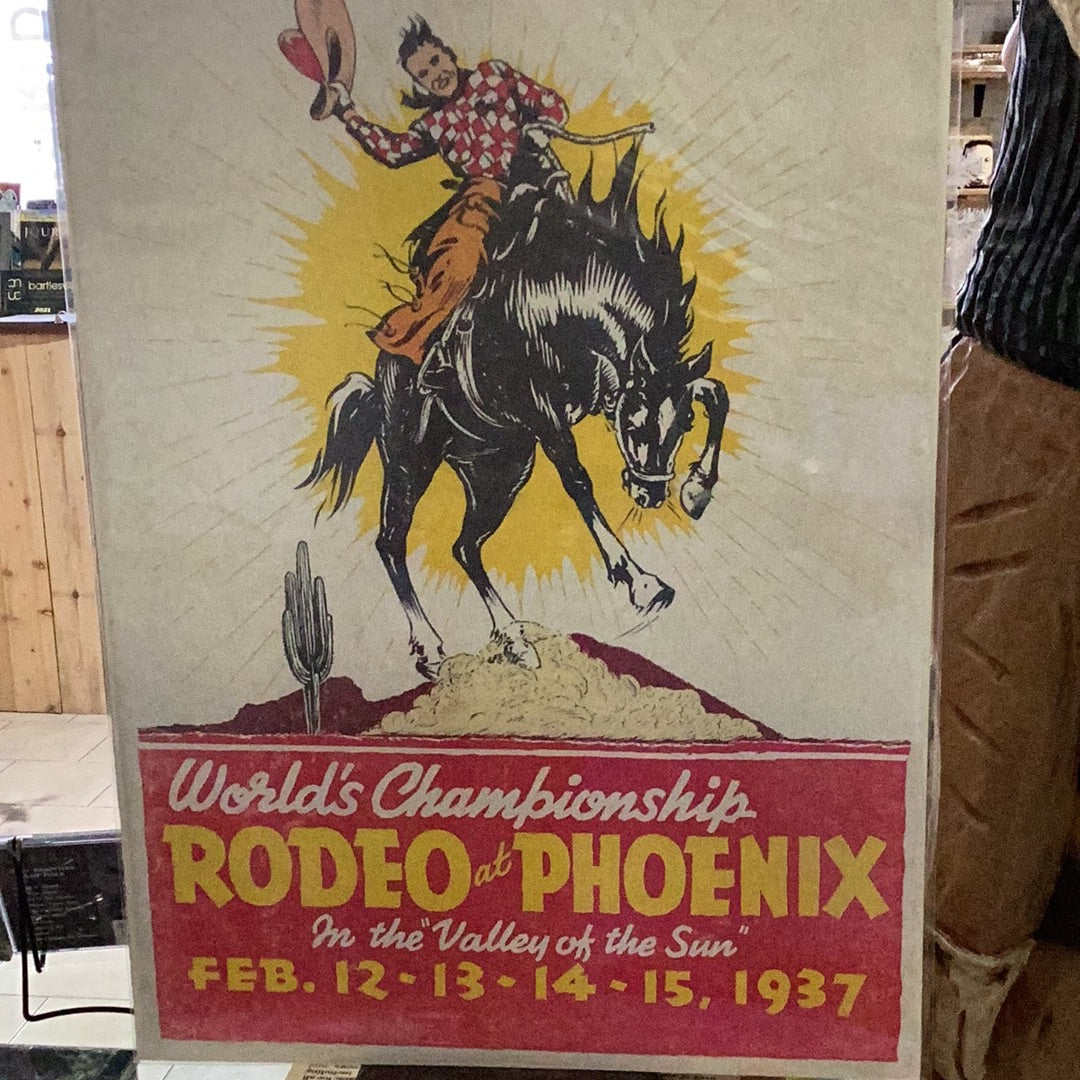 World's Championship
RODEO at PHOENIX
In the "Valley of the Sun"
FEB. 12 - 13 - 14 - 15, 1937